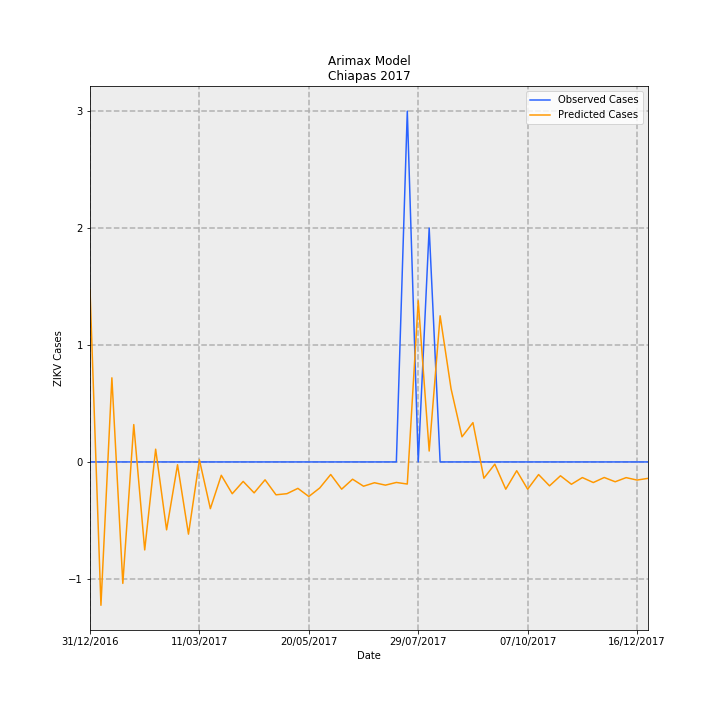 Arimax Model
Chiapas 2017
Observed Cases
Predicted Cases
3
2
1
0
−1
ZIKV Cases
31/12/2016 11/03/2017 20/05/2017 29/07/2017 07/10/2017 16/12/2017
Date